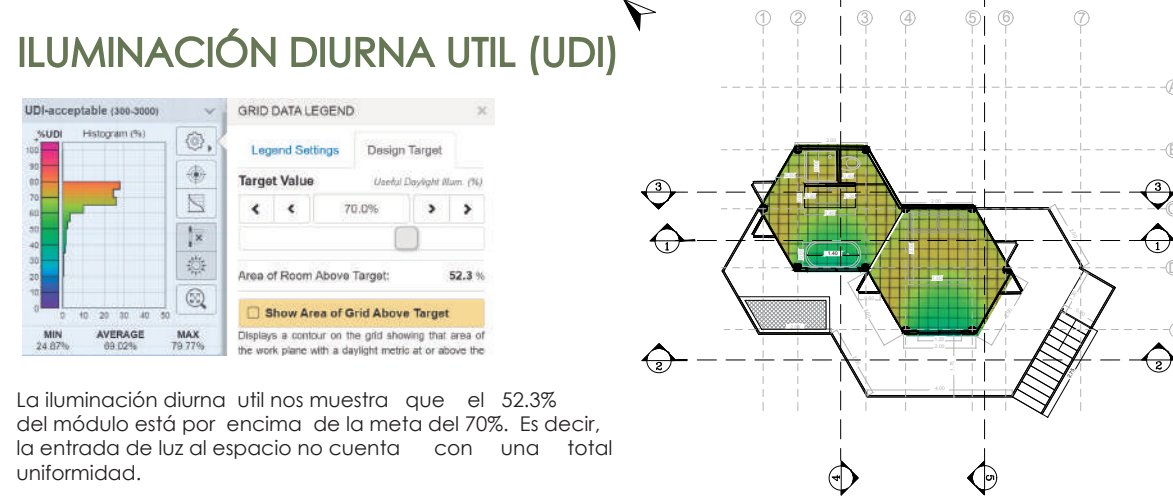 ILUMINACIÓN DIURNA UTIL (UDI)
UDI-acceptable (300-3000)
%UDI Histogram (%)
100
90
80
70
60
50
40
30
20
10
0
0 10 20 30 40 50
MIN AVERAGE MAX
24.87% 69.02% 79.77%
GRID DATA LEGEND
Legend Settings Design Target
Target Value Useful Daylight Illum. (%)
70.0%
Area of Room Above Target: 52.3 %
Show Area of Grid Above Target
Displays a contour on the grid showing that area of
the work plane with a daylight metric at or above the
La iluminación diurna util nos muestra que el 52.3%
del módulo está por encima de la meta del 70%. Es decir,
la entrada de luz al espacio no cuenta con una total
uniformidad.
1 2 3 4 5 6 7
3 3
1 1
2 2
4 5
1.40